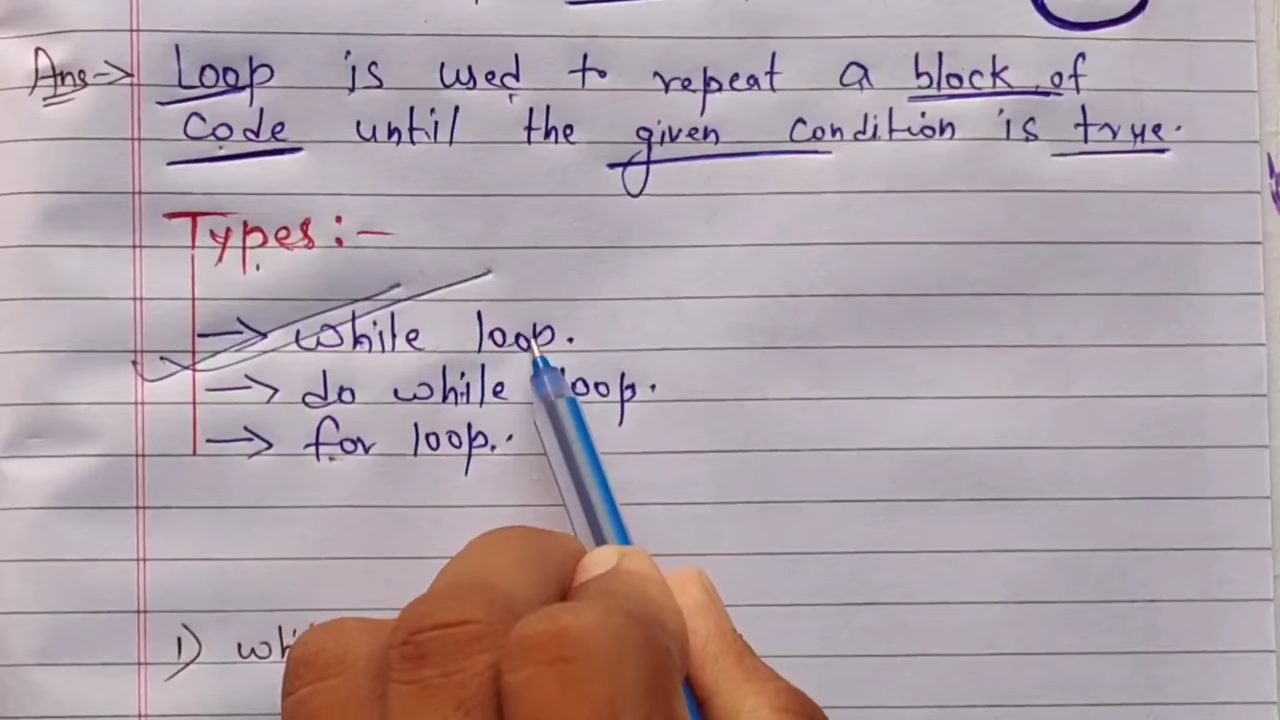 Ans-> Loop is used to repeat a block of
code until the given condition is true.
Types:-
→ while loop.
→ do while loop.
→ for loop.
1)